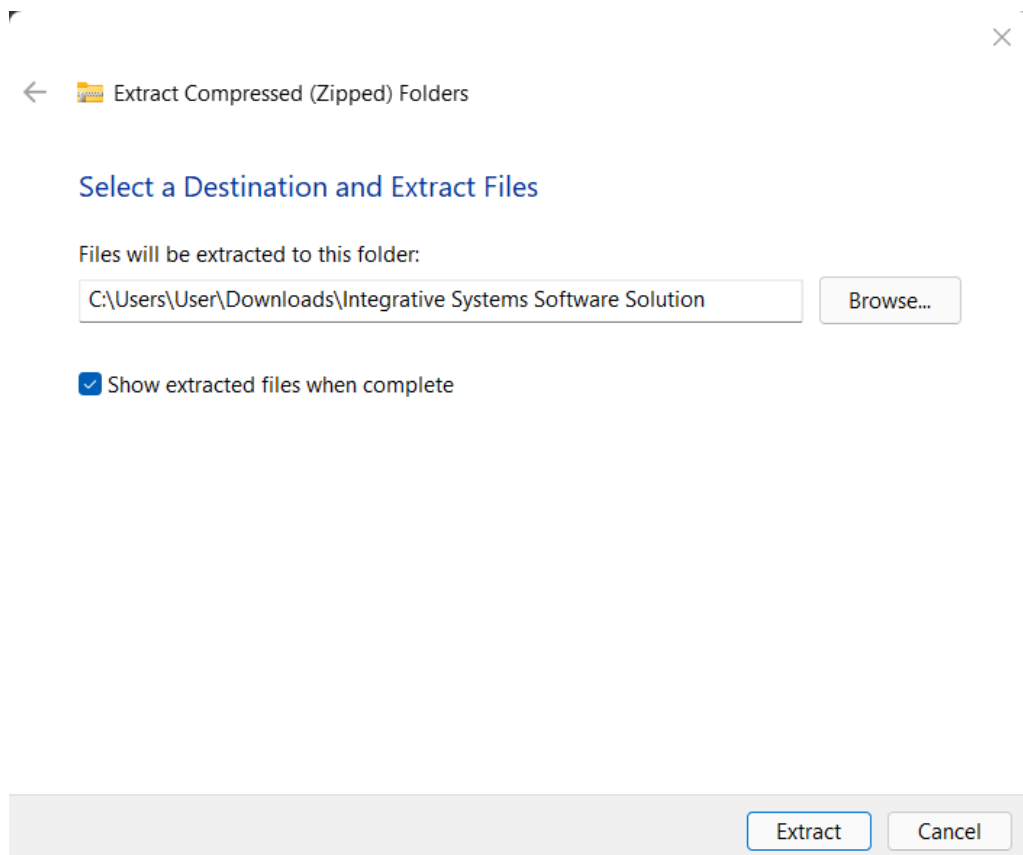 Extract Compressed (Zipped) Folders
Select a Destination and Extract Files
Files will be extracted to this folder:
C:\Users\User\Downloads\Integrative Systems Software Solution
Browse...
Show extracted files when complete
Extract
Cancel